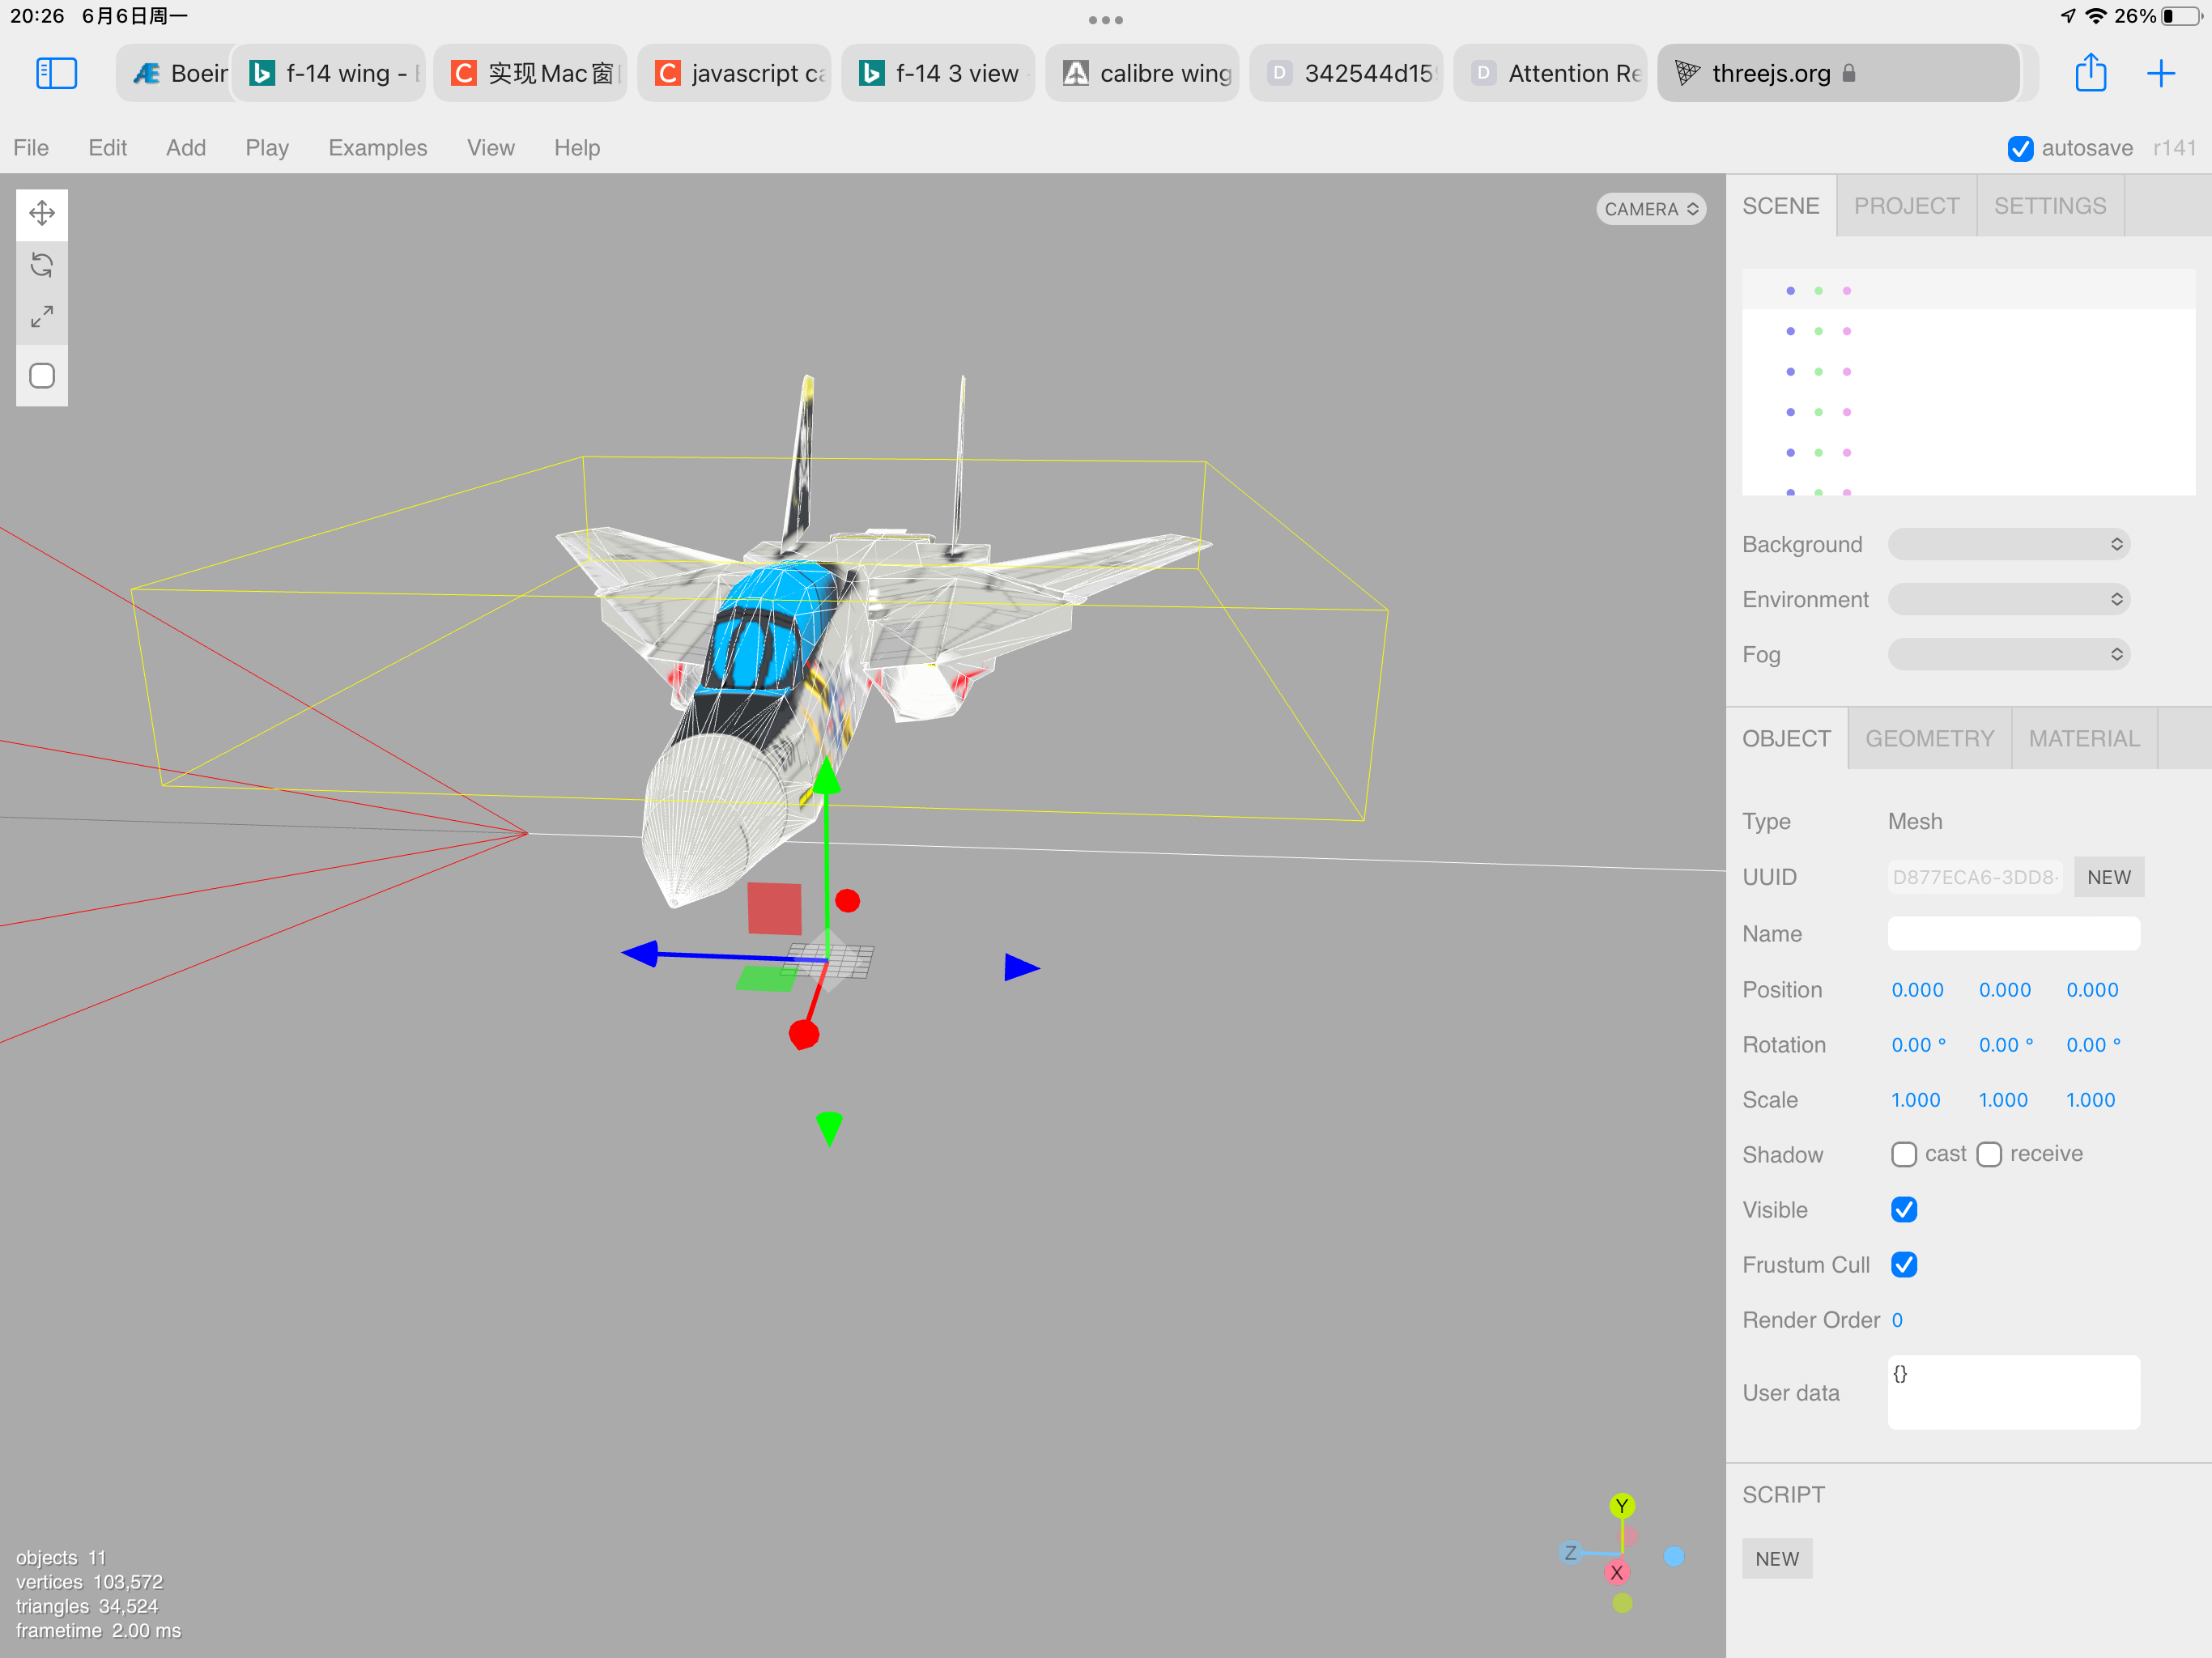 20:26 6月6日周一
26%
Boein
f-14 wing -
实现Mac窗
javascript ca
f-14 3 view
calibre wing
342544d15
Attention Re
threejs.org
File Edit Add Play Examples View Help
autosave r141
CAMERA
SCENE PROJECT SETTINGS
Background
Environment
Fog
OBJECT GEOMETRY MATERIAL
Type Mesh
UUID D877ECA6-3DD8- NEW
Name
Position 0.000 0.000 0.000
Rotation 0.00 ° 0.00 ° 0.00 °
Scale 1.000 1.000 1.000
Shadow cast receive
Visible
Frustum Cull
Render Order 0
User data {}
SCRIPT
NEW
Y
Z
X
objects 11
vertices 103,572
triangles 34,524
frametime 2.00 ms